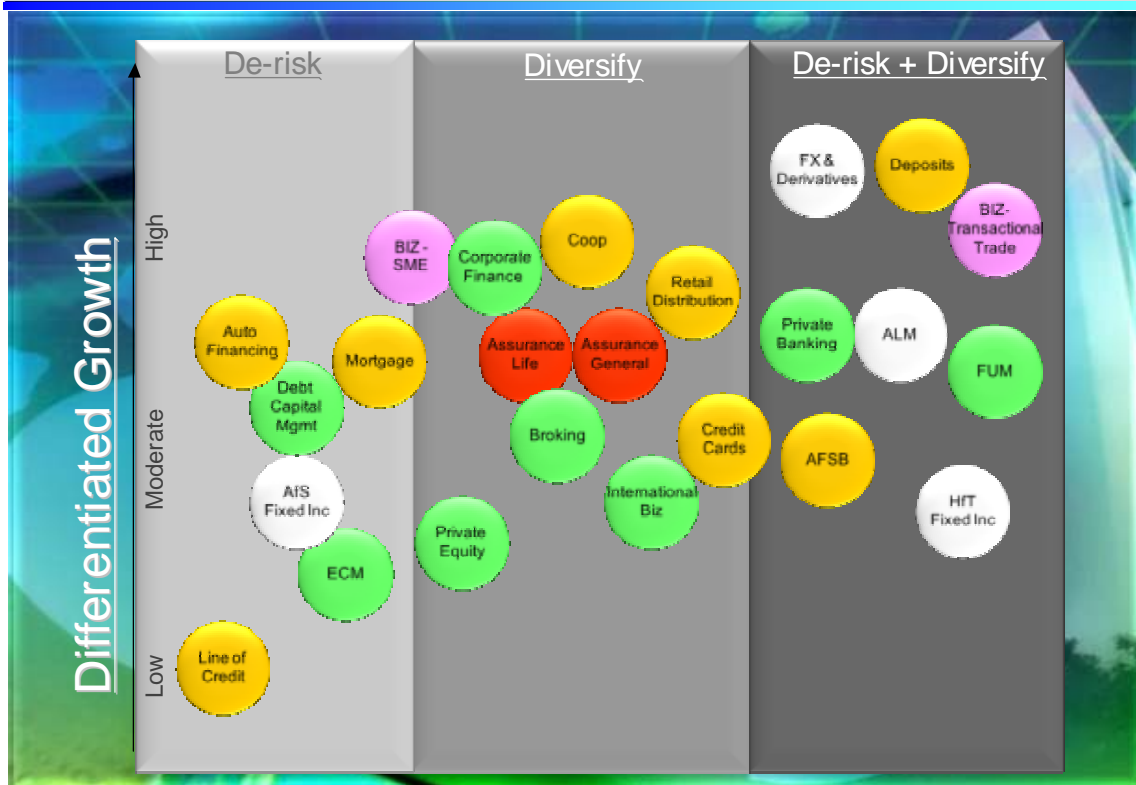 De-risk
Diversify
De-risk + Diversify
Differentiated Growth
High
Moderate
Low
FX &
Derivatives
Deposits
BIZ-
Transactional
Trade
BIZ -
SME
Corporate
Finance
Coop
Retail
Distribution
Auto
Financing
Mortgage
Debt
Capital
Mgmt
Assurance
Life
Assurance
General
Private
Banking
ALM
FUM
Broking
Credit
Cards
AFSB
AfS
Fixed Inc
International
Biz
HfT
Fixed Inc
Private
Equity
ECM
Line of
Credit